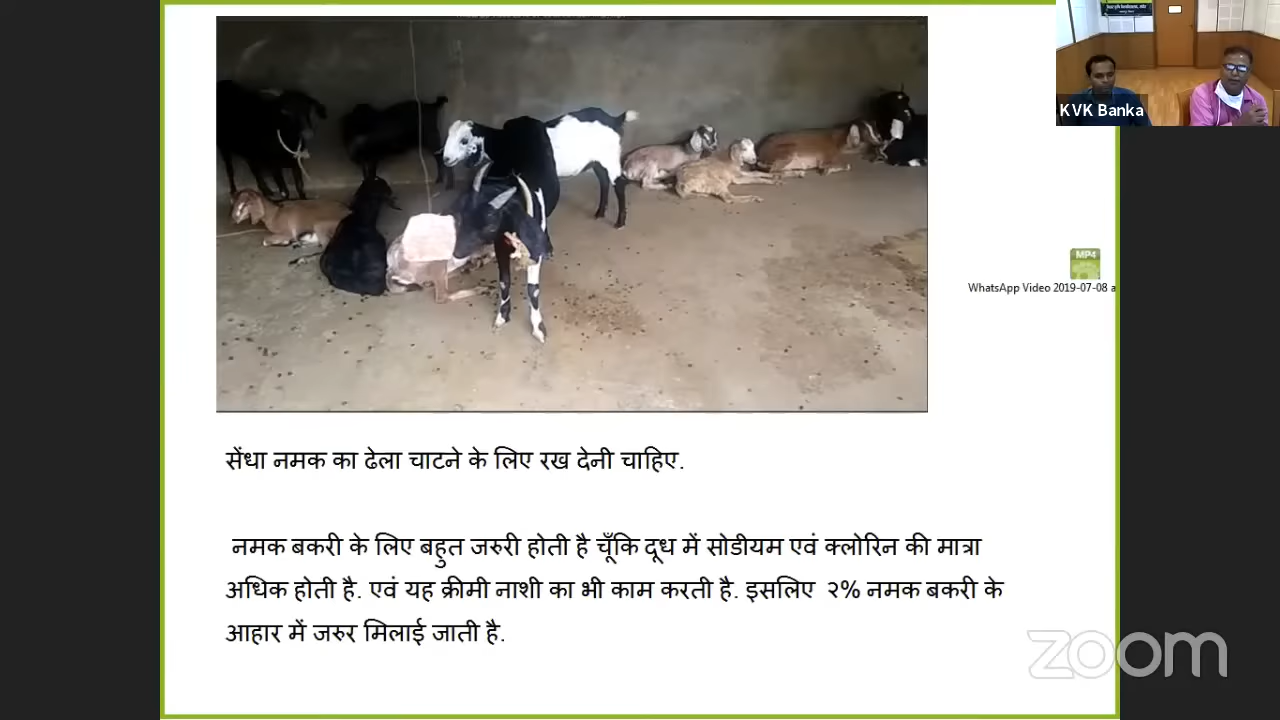 KVK Banka
MP4
WhatsApp Video 2019-07-08 a
सेंधा नमक का ढेला चाटने के लिए रख देनी चाहिए.
नमक बकरी के लिए बहुत जरुरी होती है चूँकि दूध में सोडीयम एवं क्लोरिन की मात्रा
अधिक होती है. एवं यह क्रीमी नाशी का भी काम करती है. इसलिए २% नमक बकरी के
आहार में जरुर मिलाई जाती है.
zoom